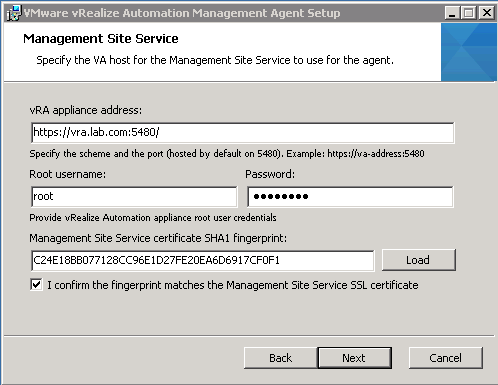 VMware vRealize Automation Management Agent Setup
Management Site Service
Specify the VA host for the Management Site Service to use for the agent.
vRA appliance address:
https://vra.lab.com:5480/
Specify the scheme and the port (hosted by default on 5480). Example: https://va-address:5480
Root username: Password:
root ●●●●●●●●
Provide vRealize Automation appliance root user credentials
Management Site Service certificate SHA1 fingerprint:
C24E18BB077128CC96E1D27FE20EA6D6917CF0F1 Load
I confirm the fingerprint matches the Management Site Service SSL certificate
Back Next Cancel